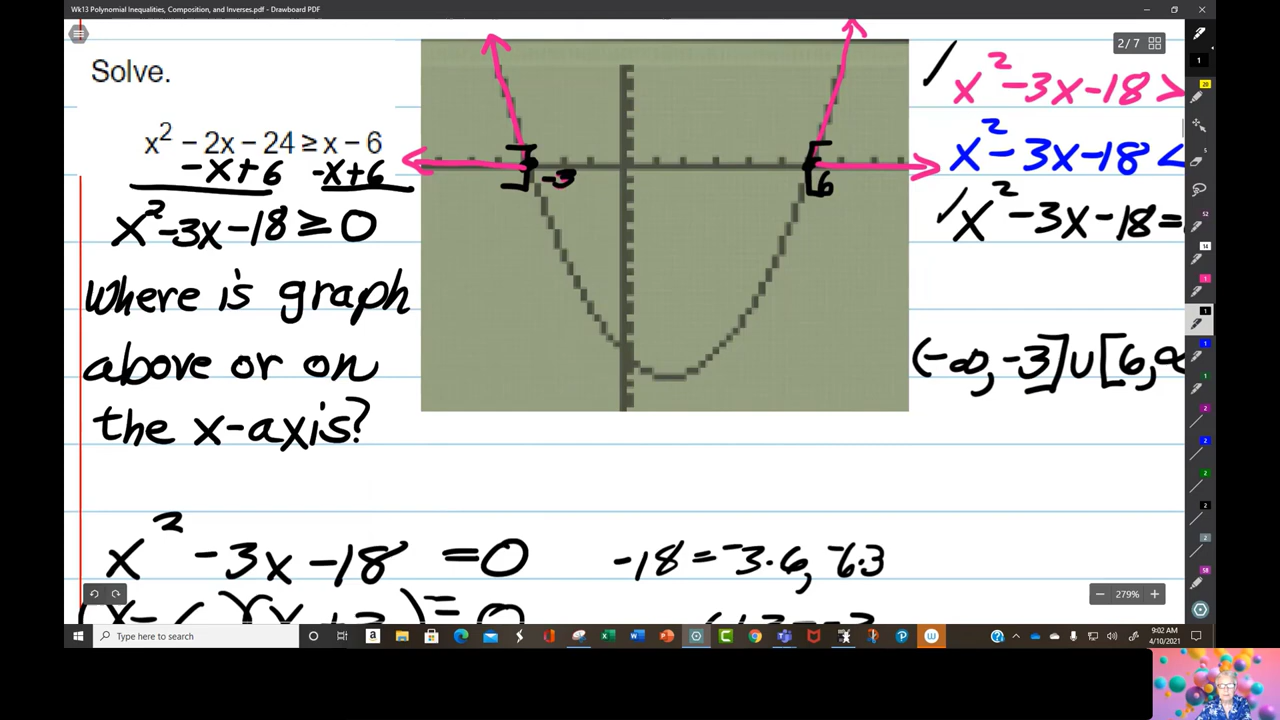 Wk13 Polynomial Inequalities, Composition, and Inverses.pdf - Drawboard PDF
2 / 7
Solve.
x² − 2x − 24 ≥ x − 6
-x+6 -x+6
x²-3x-18 ≥ 0
where is graph
above or on
the x-axis?
-3
6
x²-3x-18 >
x²-3x-18 <
x²-3x-18 =
(-∞, -3] ∪ [6, ∞
x² -3x -18 = 0
-18 = -3·6, -6·3
279%
Type here to search
9:02 AM
4/10/2021